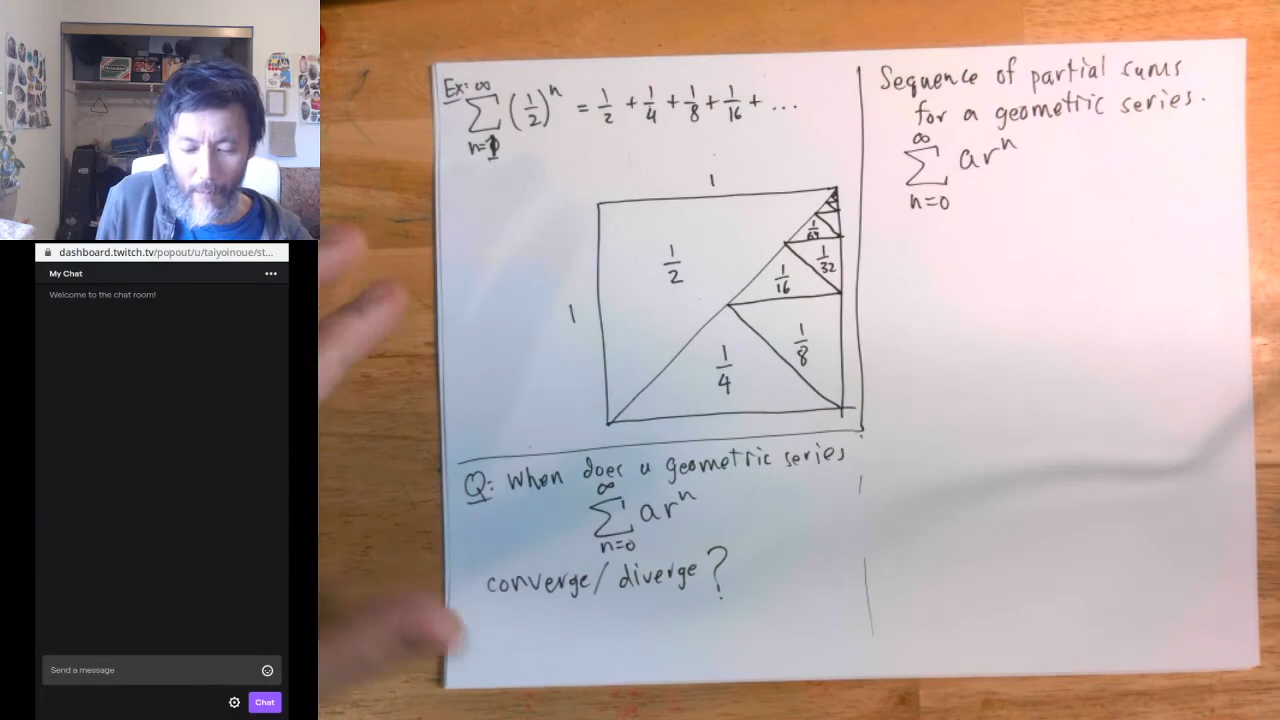 dashboard.twitch.tv/popout/u/taiyoinoue/st...
My Chat
Welcome to the chat room!
Send a message
Chat
Ex: ∞
∑ (1/2)^n = 1/2 + 1/4 + 1/8 + 1/16 + ...
n=1
1
1
1/2
1/4
1/8
1/16
1/32
1/64
Q: When does a geometric series
∞
∑ ar^n
n=0
converge/diverge?
Sequence of partial sums
for a geometric series.
∞
∑ ar^n
n=0